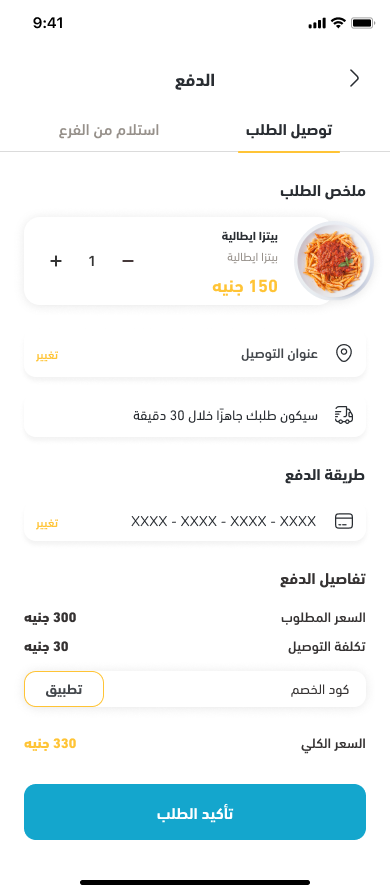 9:41
الدفع
توصيل الطلب
استلام من الفرع
ملخص الطلب
بيتزا ايطالية
بيتزا ايطالية
150 جنيه
1
عنوان التوصيل
تغيير
سيكون طلبك جاهزًا خلال 30 دقيقة
طريقة الدفع
XXXX - XXXX - XXXX - XXXX
تغيير
تفاصيل الدفع
السعر المطلوب 300 جنيه
تكلفة التوصيل 30 جنيه
كود الخصم
تطبيق
السعر الكلي 330 جنيه
تأكيد الطلب